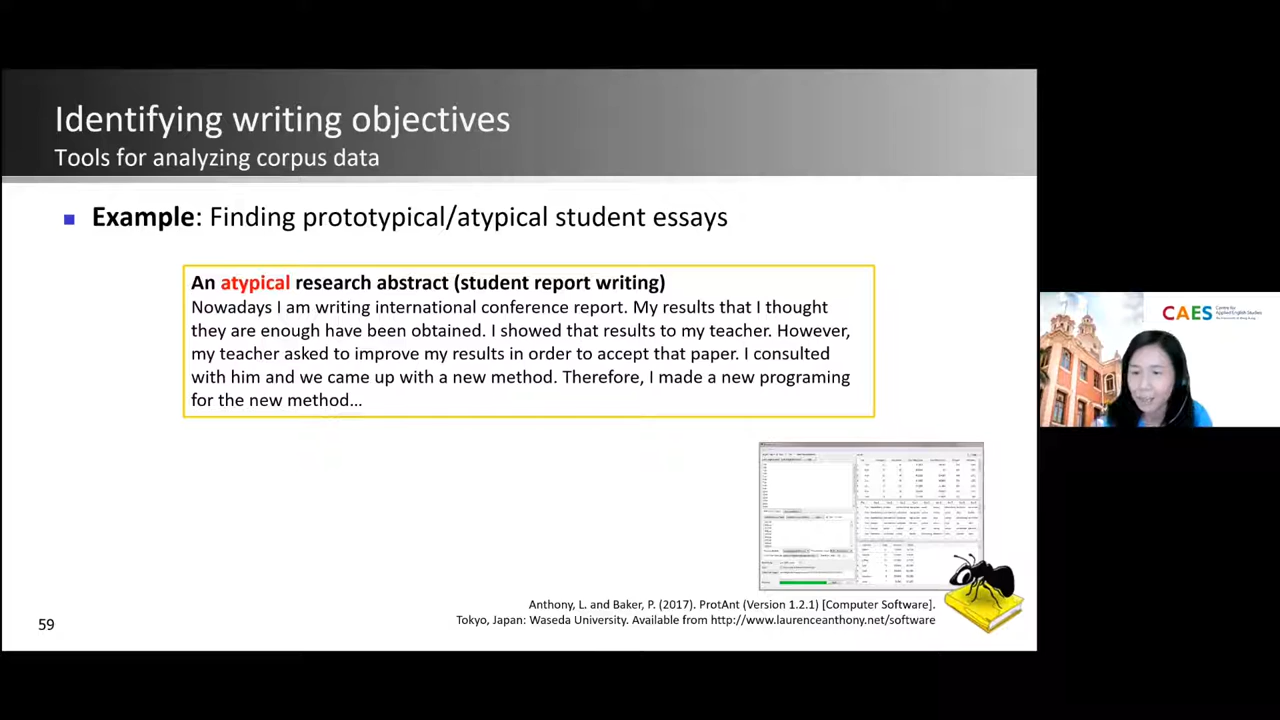 Identifying writing objectives
Tools for analyzing corpus data
Example: Finding prototypical/atypical student essays
An atypical research abstract (student report writing)
Nowadays I am writing international conference report. My results that I thought
they are enough have been obtained. I showed that results to my teacher. However,
my teacher asked to improve my results in order to accept that paper. I consulted
with him and we came up with a new method. Therefore, I made a new programing
for the new method…
Anthony, L. and Baker, P. (2017). ProtAnt (Version 1.2.1) [Computer Software].
Tokyo, Japan: Waseda University. Available from http://www.laurenceanthony.net/software
59
CAES
Centre for
Applied English Studies